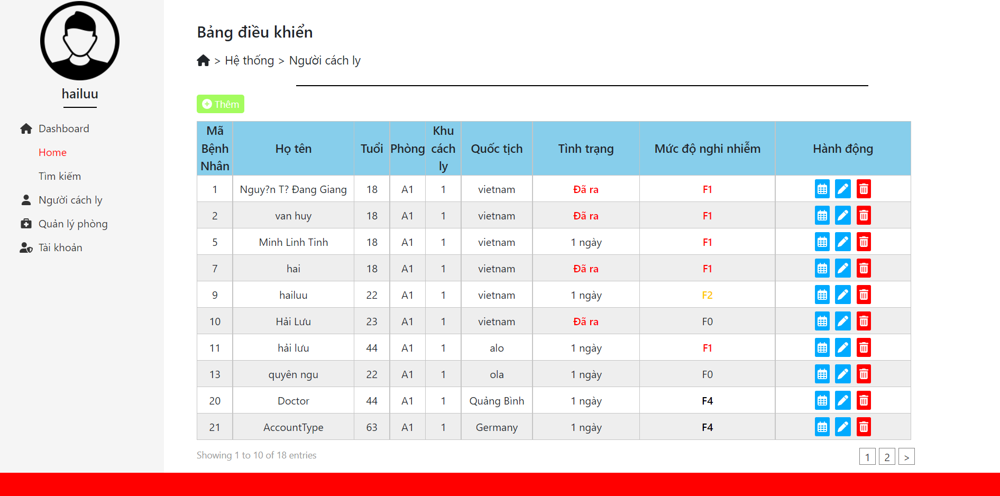 hailuu
Dashboard
Home
Tìm kiếm
Người cách ly
Quản lý phòng
Tài khoản
Bảng điều khiển
> Hệ thống > Người cách ly
Thêm
Mã Bệnh Nhân Họ tên Tuổi Phòng Khu cách ly Quốc tịch Tình trạng Mức độ nghi nhiễm Hành động
1 Nguy?n T? Đang Giang 18 A1 1 vietnam Đã ra F1
2 van huy 18 A1 1 vietnam Đã ra F1
5 Minh Linh Tinh 18 A1 1 vietnam 1 ngày F1
7 hai 18 A1 1 vietnam Đã ra F1
9 hailuu 22 A1 1 vietnam 1 ngày F2
10 Hải Lưu 23 A1 1 vietnam Đã ra F0
11 hải lưu 44 A1 1 alo 1 ngày F1
13 quyên ngu 22 A1 1 ola 1 ngày F0
20 Doctor 44 A1 1 Quảng Bình 1 ngày F4
21 AccountType 63 A1 1 Germany 1 ngày F4
Showing 1 to 10 of 18 entries
1 2 >